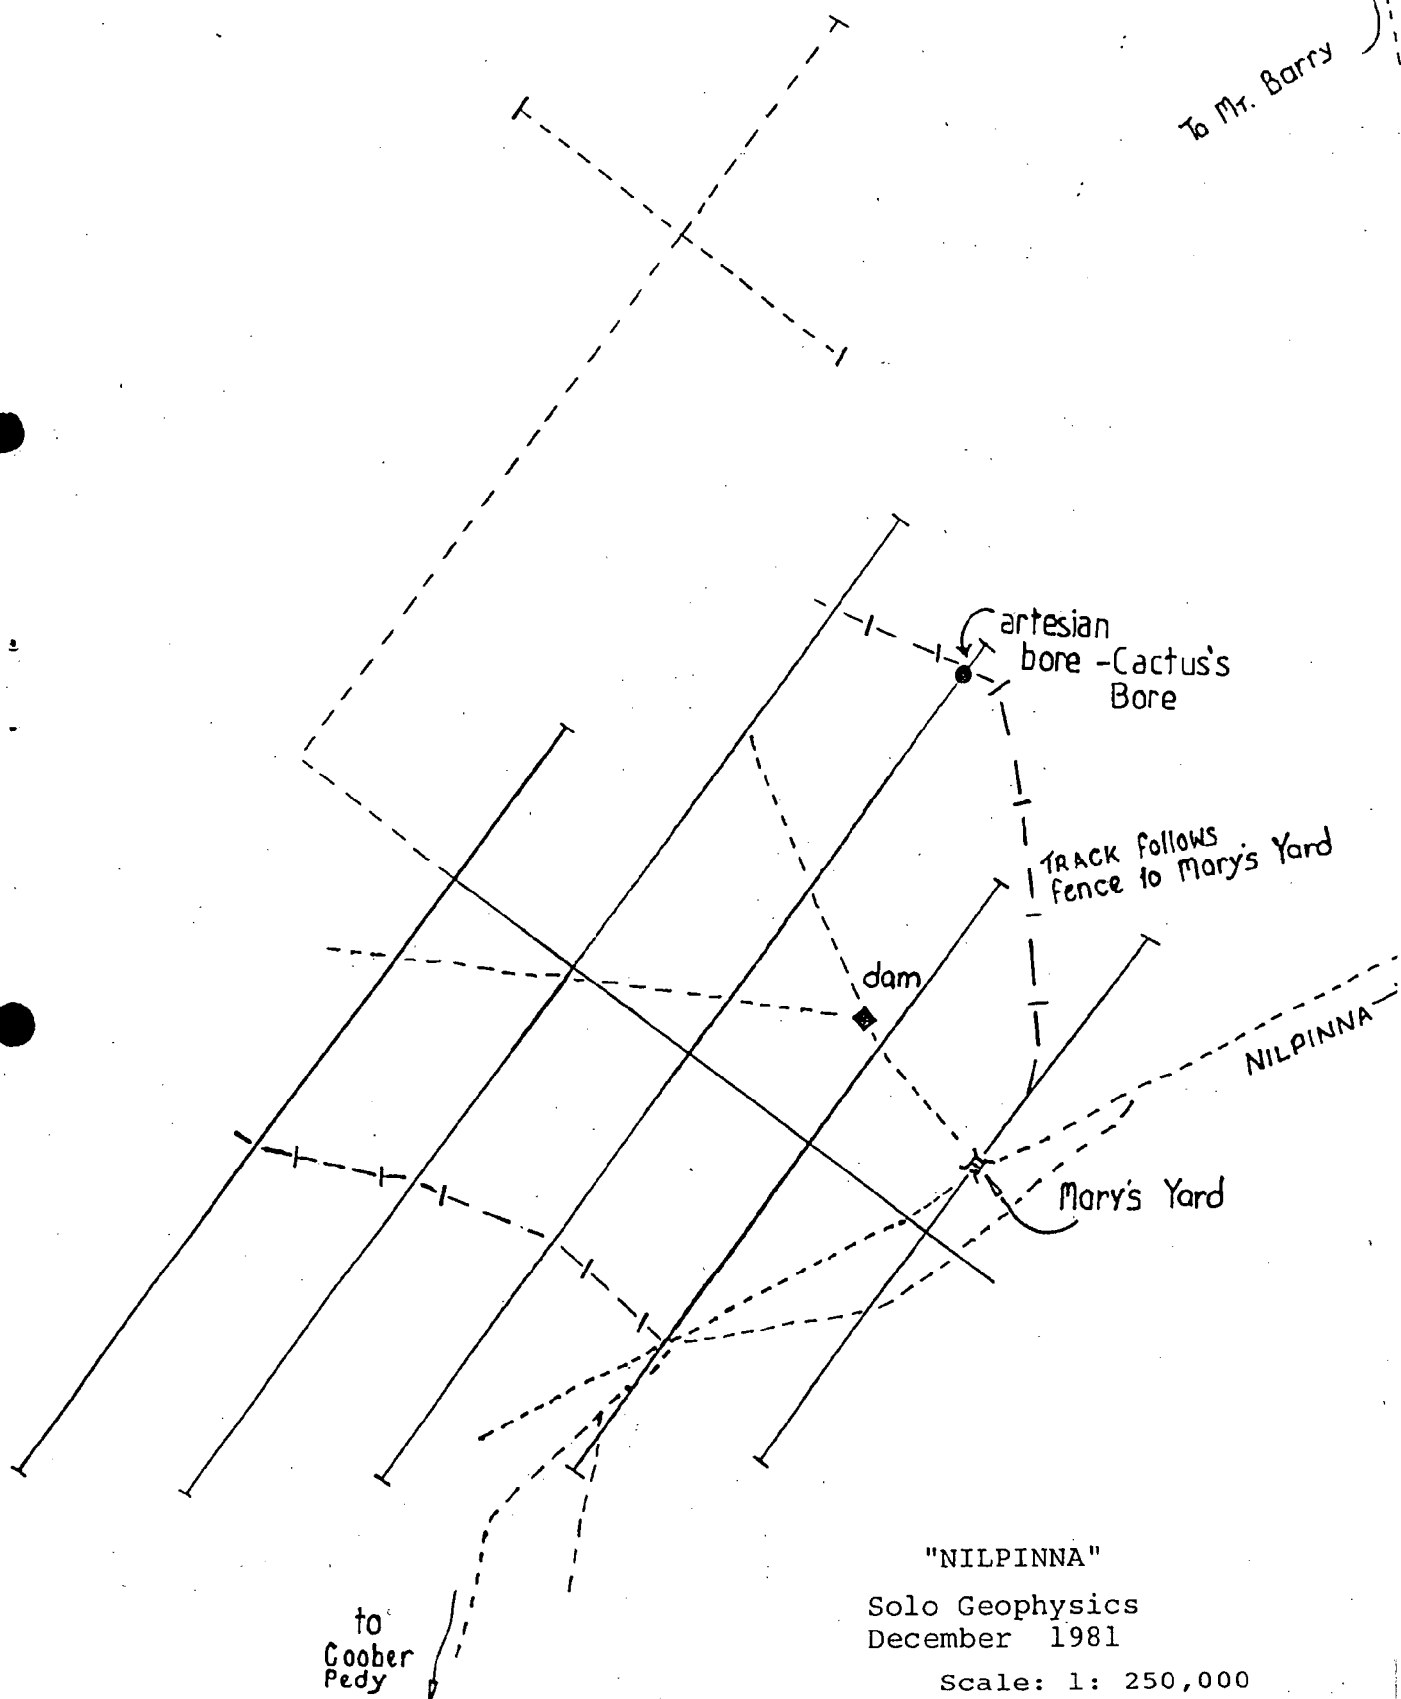 To Mt. Barry
artesian
bore - Cactus's
Bore
TRACK follows
fence to Mary's Yard
dam
NILPINNA
Mary's Yard
"NILPINNA"
Solo Geophysics
December 1981
Scale: 1: 250,000
to
Coober
Pedy